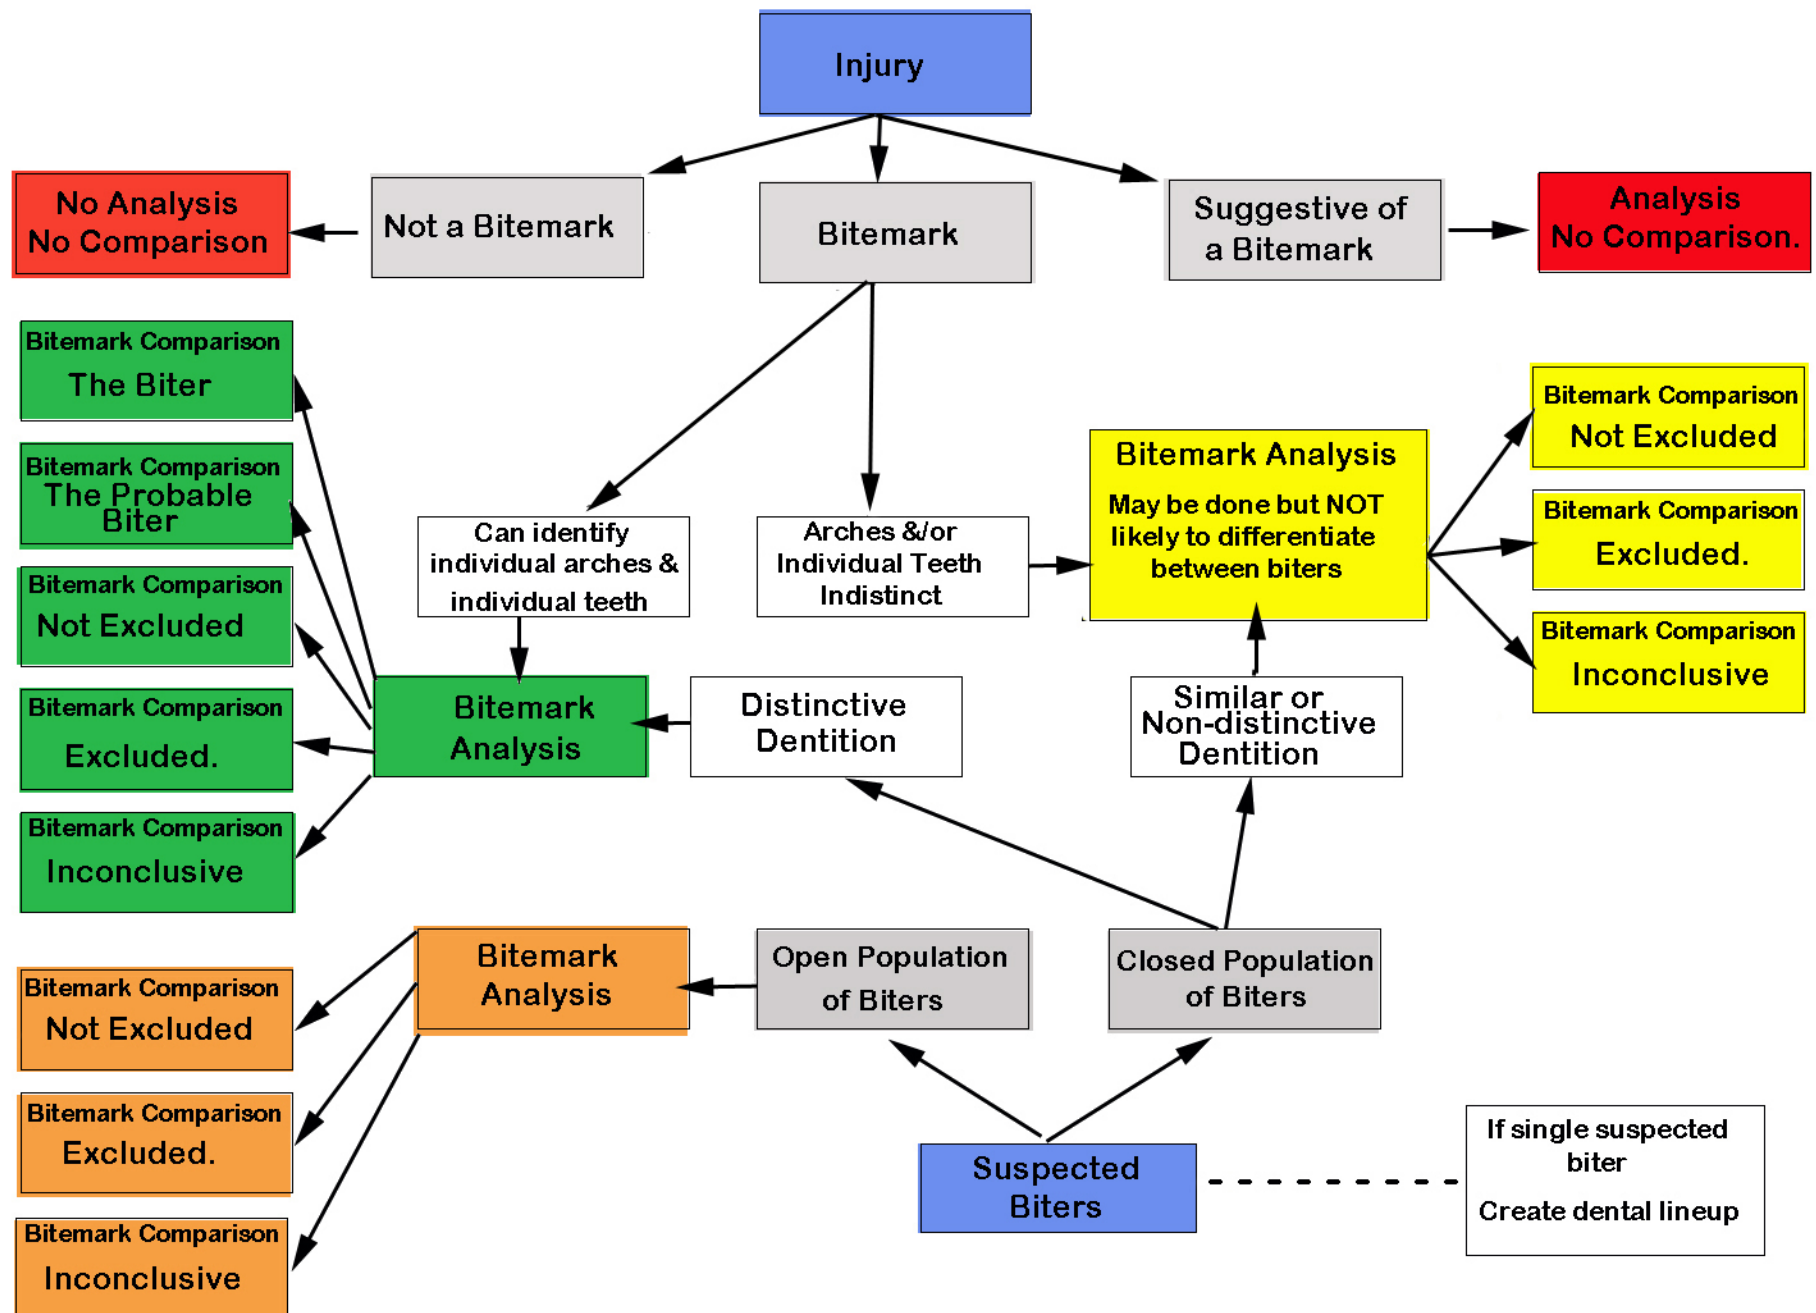 Injury
No Analysis
No Comparison
Not a Bitemark
Bitemark
Suggestive of
a Bitemark
Analysis
No Comparison.
Bitemark Comparison
The Biter
Bitemark Comparison
The Probable
Biter
Bitemark Comparison
Not Excluded
Bitemark Comparison
Excluded.
Bitemark Comparison
Inconclusive
Can identify
individual arches &
individual teeth
Arches &/or
Individual Teeth
Indistinct
Bitemark Analysis
May be done but NOT
likely to differentiate
between biters
Bitemark Comparison
Not Excluded
Bitemark Comparison
Excluded.
Bitemark Comparison
Inconclusive
Bitemark
Analysis
Distinctive
Dentition
Similar or
Non-distinctive
Dentition
Bitemark
Analysis
Open Population
of Biters
Closed Population
of Biters
Bitemark Comparison
Not Excluded
Bitemark Comparison
Excluded.
Bitemark Comparison
Inconclusive
Suspected
Biters
If single suspected
biter
Create dental lineup